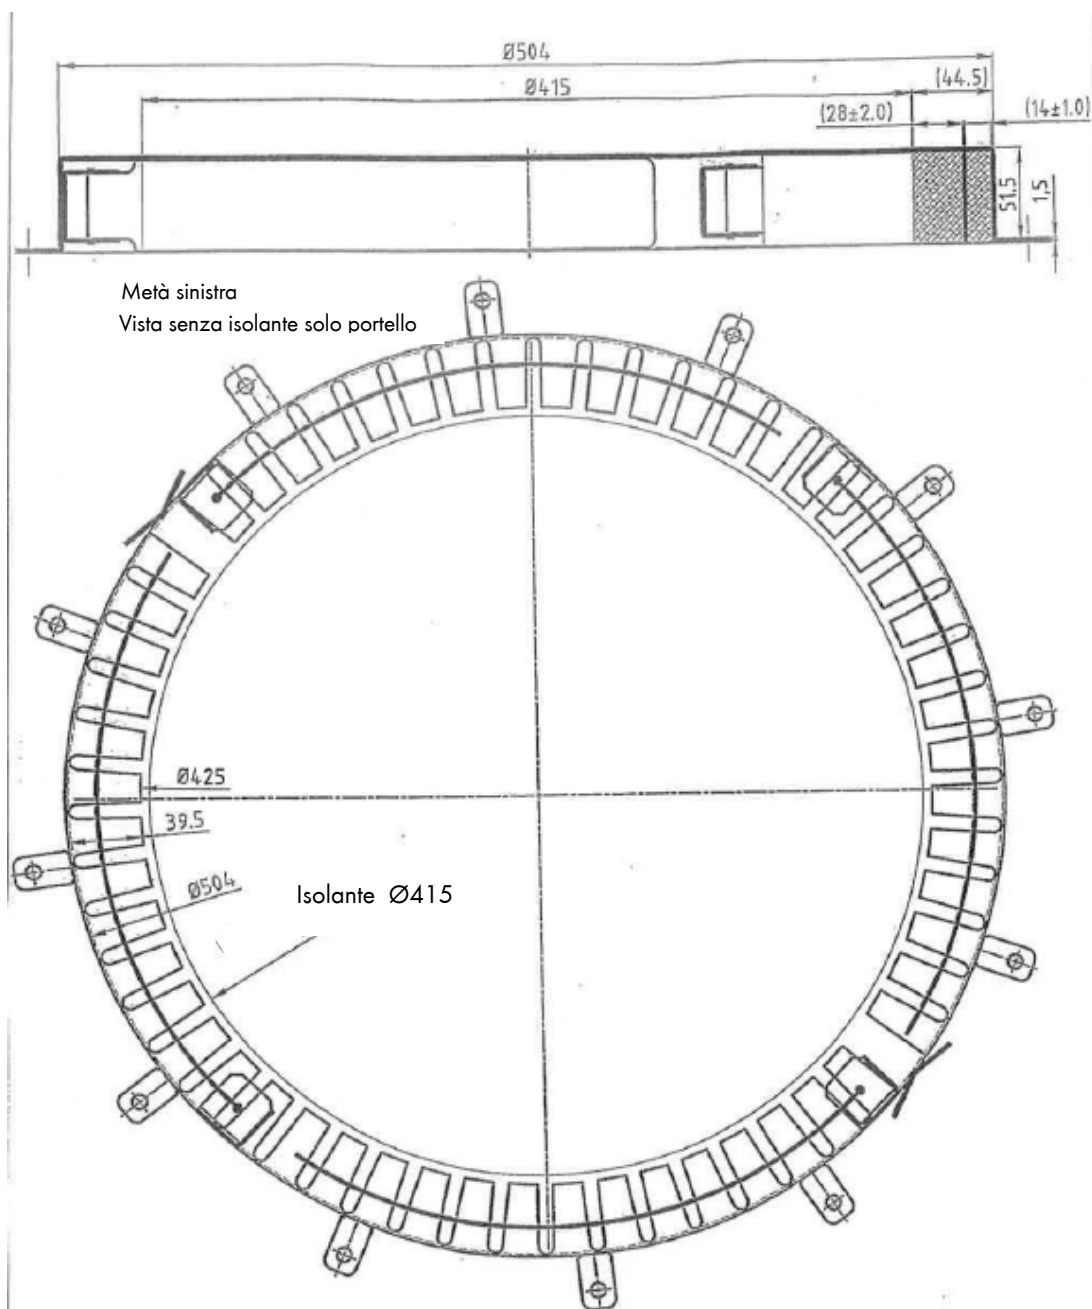 Ø504
Ø415
(44.5)
(28±2.0)
(14±1.0)
51.5
1,5
Metà sinistra
Vista senza isolante solo portello
Ø425
39.5
Ø504
Isolante Ø415